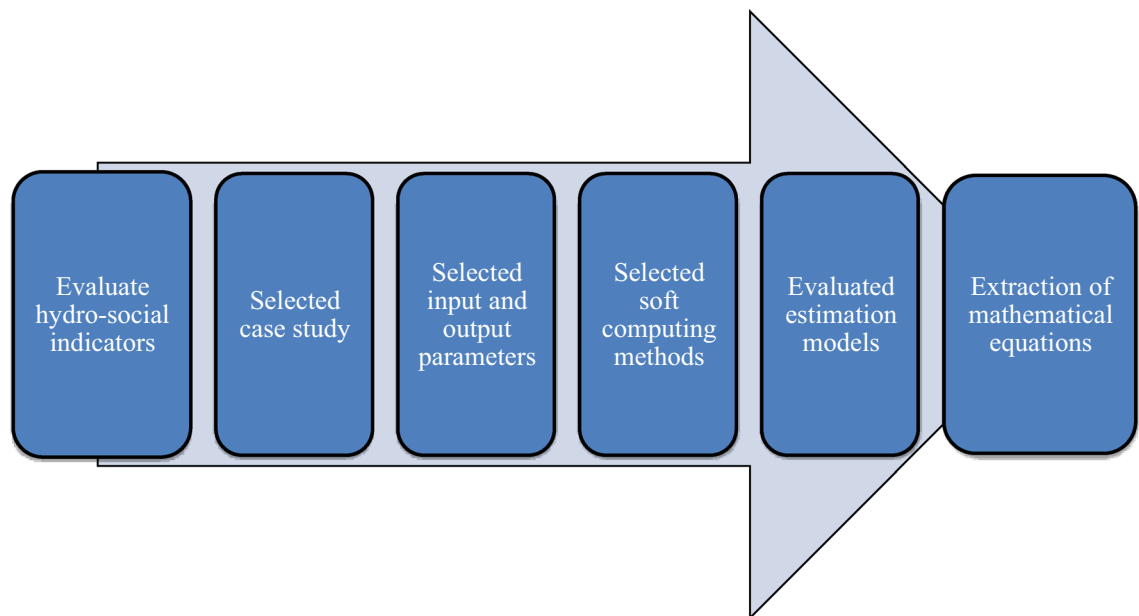 Evaluate
hydro-social
indicators
Selected
case study
Selected
input and
output
parameters
Selected
soft
computing
methods
Evaluated
estimation
models
Extraction of
mathematical
equations